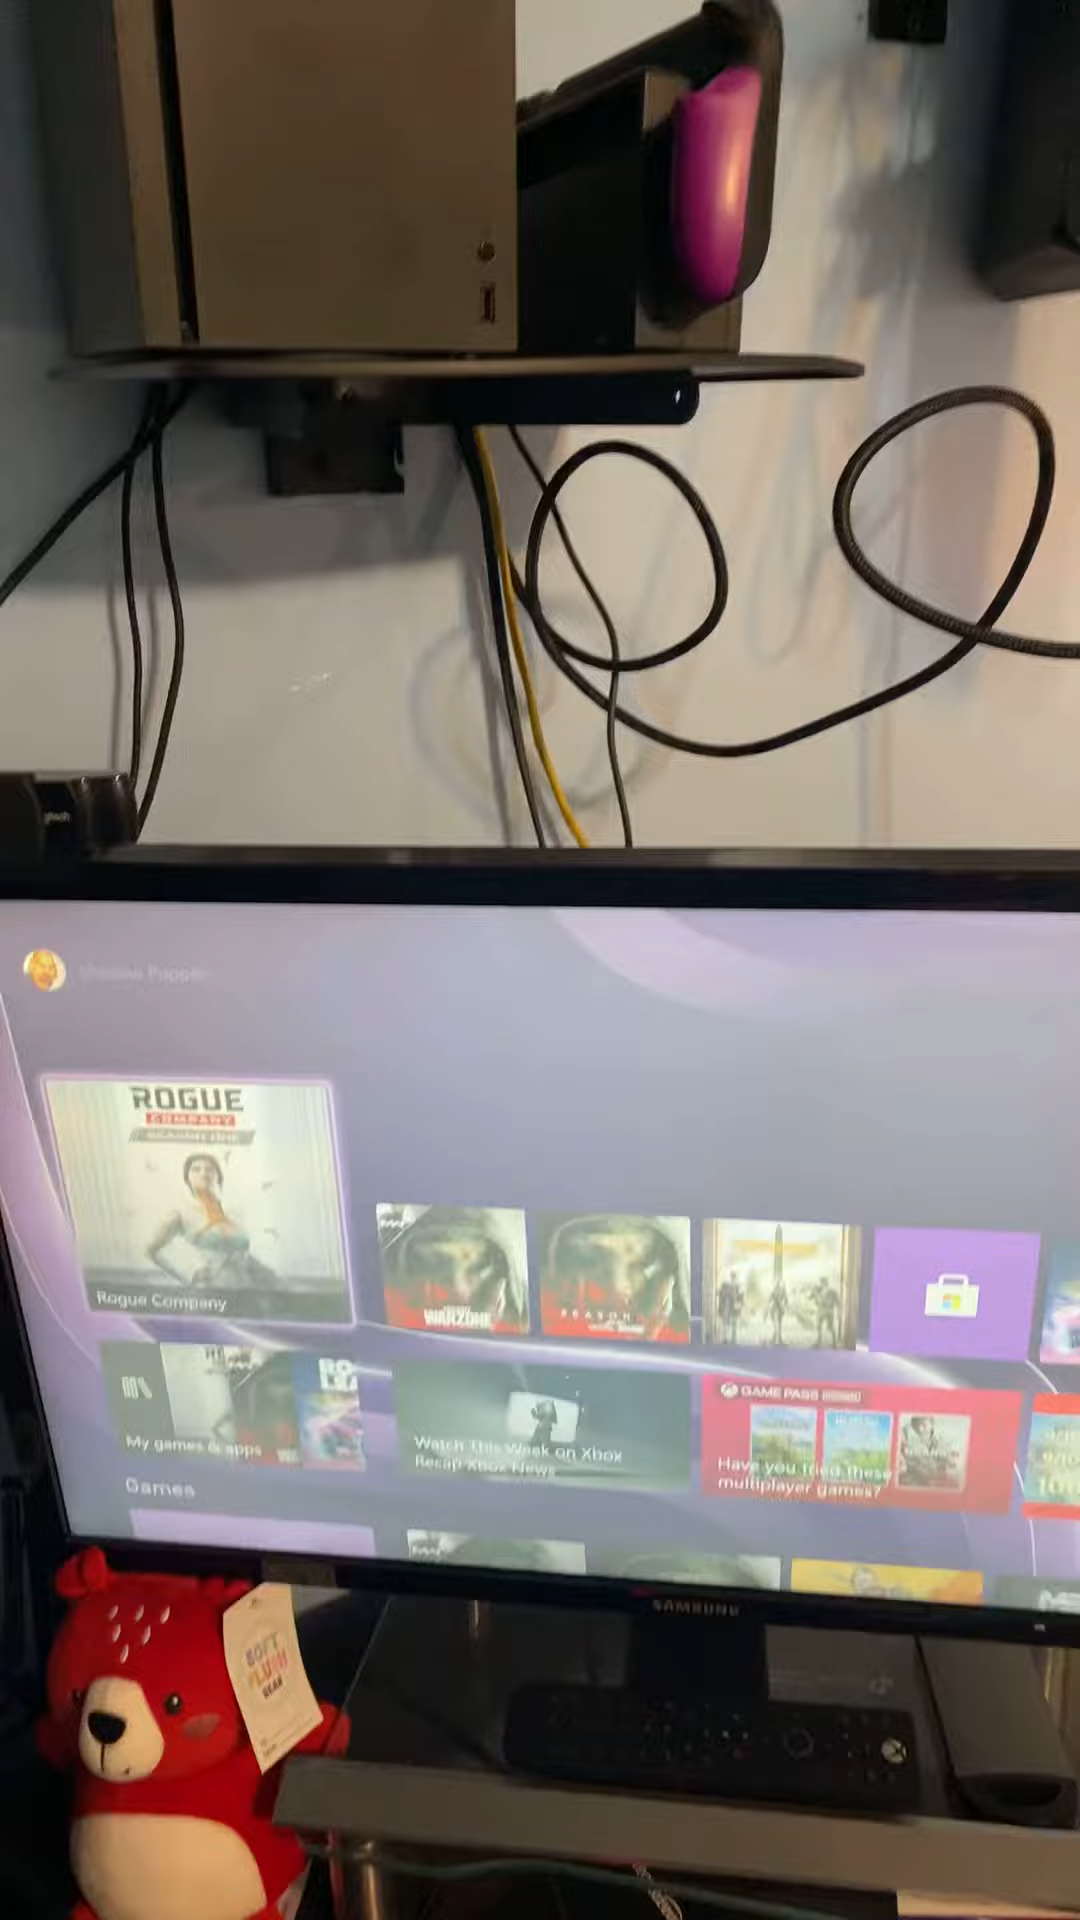 ROGUE
COMPANY
Rogue Company
WARZONE
SEASON
My games & apps
Watch This Week on Xbox
Recap Xbox News
GAME PASS
Have you tried these
multiplayer games?
Games
SAMSUNG
SOFT
PLUSH
BEAR